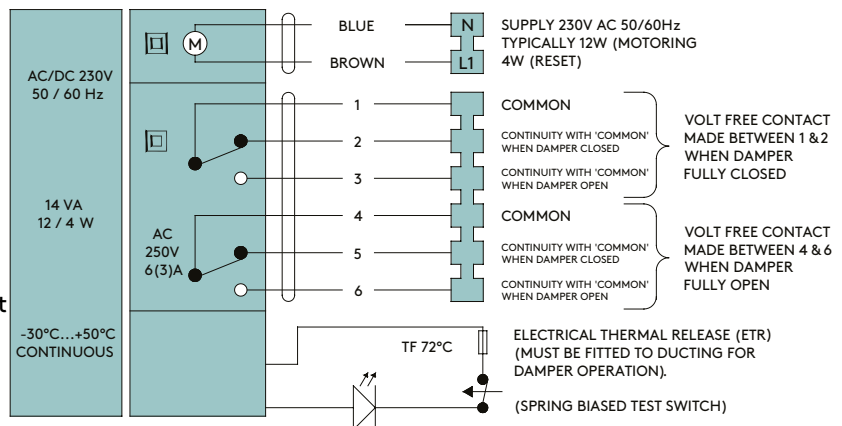 AC/DC 230V
50 / 60 Hz
14 VA
12 / 4 W
t
-30°C...+50°C
CONTINUOUS
M
AC
250V
6(3)A
BLUE
BROWN
N
L1
SUPPLY 230V AC 50/60Hz
TYPICALLY 12W (MOTORING
4W (RESET)
1
COMMON
2
CONTINUITY WITH 'COMMON'
WHEN DAMPER CLOSED
3
CONTINUITY WITH 'COMMON'
WHEN DAMPER OPEN
VOLT FREE CONTACT
MADE BETWEEN 1 & 2
WHEN DAMPER
FULLY CLOSED
4
COMMON
5
CONTINUITY WITH 'COMMON'
WHEN DAMPER CLOSED
6
CONTINUITY WITH 'COMMON'
WHEN DAMPER OPEN
VOLT FREE CONTACT
MADE BETWEEN 4 & 6
WHEN DAMPER
FULLY OPEN
TF 72°C
ELECTRICAL THERMAL RELEASE (ETR)
(MUST BE FITTED TO DUCTING FOR
DAMPER OPERATION).
(SPRING BIASED TEST SWITCH)